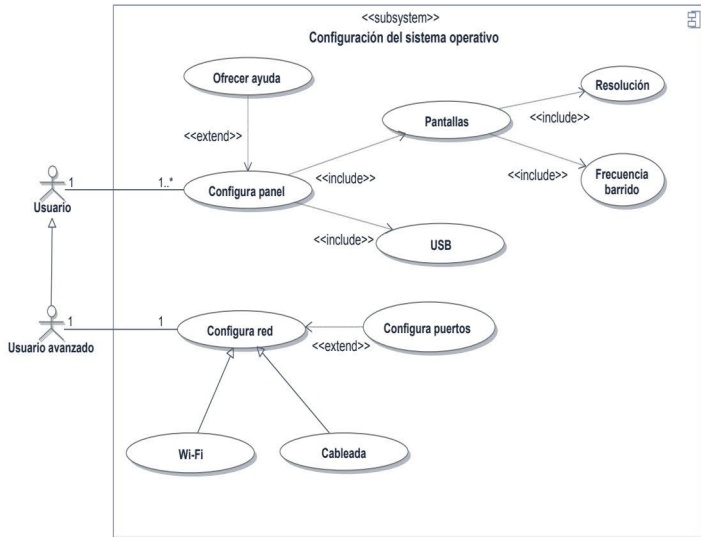 <<subsystem>>
Configuración del sistema operativo
Ofrecer ayuda
Resolución
Pantallas
<<include>>
<<extend>>
<<include>>
<<include>>
Frecuencia
barrido
1
1..*
Configura panel
Usuario
<<include>>
USB
1
1
Configura red
Configura puertos
<<extend>>
Usuario avanzado
Wi-Fi
Cableada